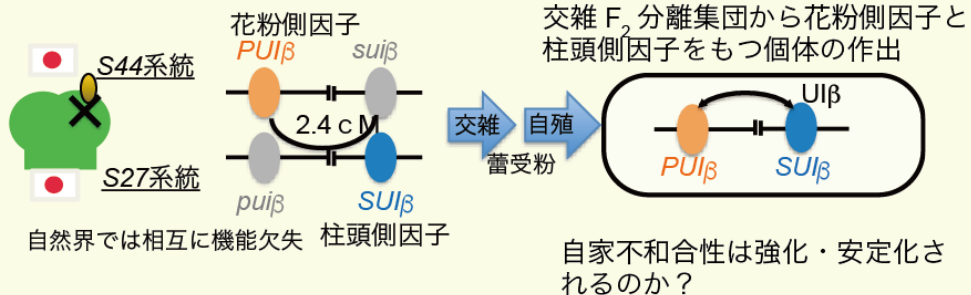 花粉側因子
PUIβ
suiβ
S44系統
2.4 c M
S27系統
puiβ
SUIβ
自然界では相互に機能欠失
柱頭側因子
交雑
自殖
蕾受粉
交雑 F2 分離集団から花粉側因子と
柱頭側因子をもつ個体の作出
UIβ
PUIβ
SUIβ
自家不和合性は強化・安定化さ
れるのか？